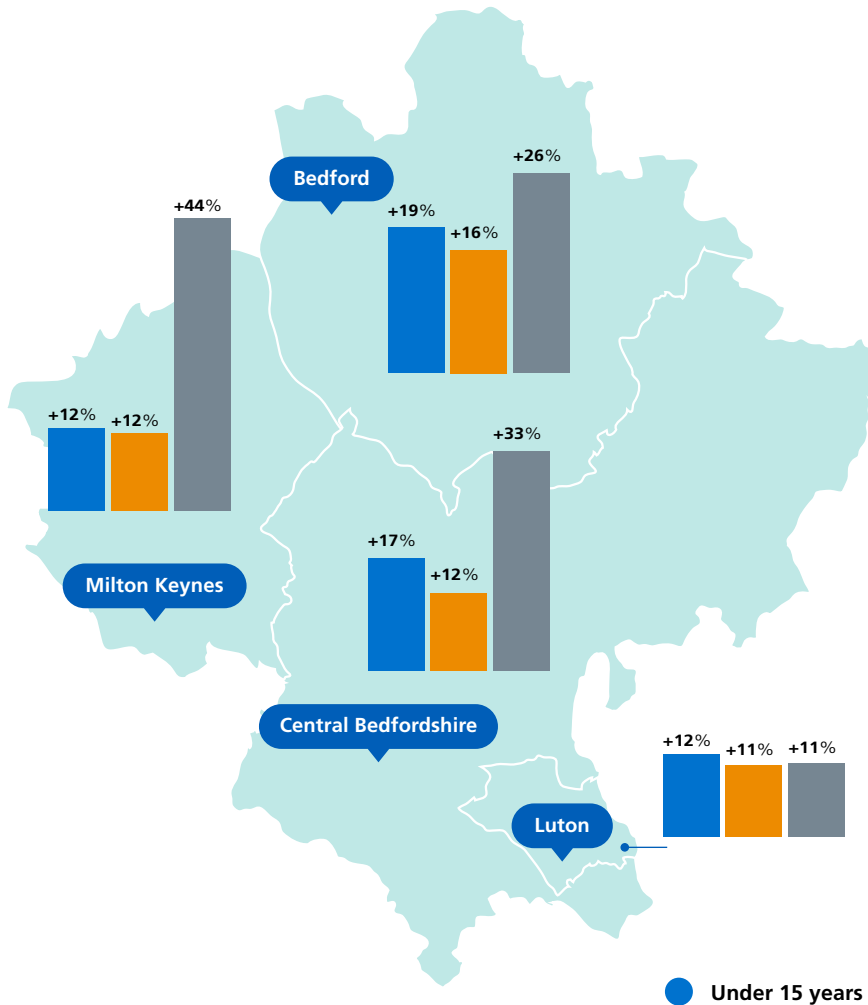 Bedford
+26%
+19%
+16%
+44%
+12%
+12%
Milton Keynes
+33%
+17%
+12%
Central Bedfordshire
+12%
+11%
+11%
Luton
Under 15 years